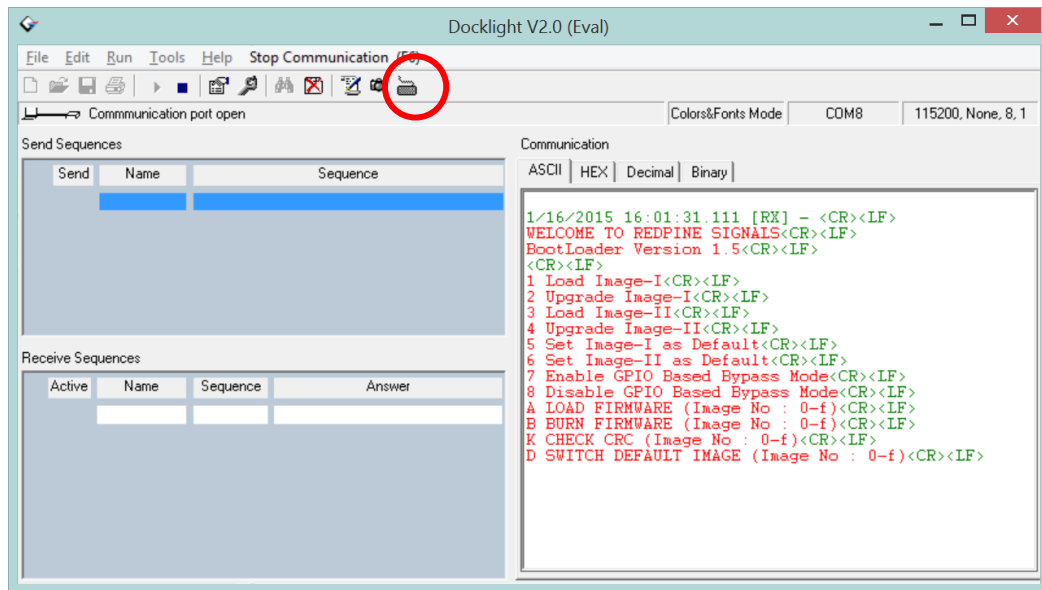 Docklight V2.0 (Eval)
File Edit Run Tools Help Stop Communication (F6)
Commmunication port open
Colors&Fonts Mode
COM8
115200, None, 8, 1
Send Sequences
Send Name Sequence
Receive Sequences
Active Name Sequence Answer
Communication
ASCII HEX Decimal Binary
1/16/2015 16:01:31.111 [RX] - <CR><LF>
WELCOME TO REDPINE SIGNALS<CR><LF>
BootLoader Version 1.5<CR><LF>
<CR><LF>
1 Load Image-I<CR><LF>
2 Upgrade Image-I<CR><LF>
3 Load Image-II<CR><LF>
4 Upgrade Image-II<CR><LF>
5 Set Image-I as Default<CR><LF>
6 Set Image-II as Default<CR><LF>
7 Enable GPIO Based Bypass Mode<CR><LF>
8 Disable GPIO Based Bypass Mode<CR><LF>
A LOAD FIRMWARE (Image No : 0-f)<CR><LF>
B BURN FIRMWARE (Image No : 0-f)<CR><LF>
K CHECK CRC (Image No : 0-f)<CR><LF>
D SWITCH DEFAULT IMAGE (Image No : 0-f)<CR><LF>